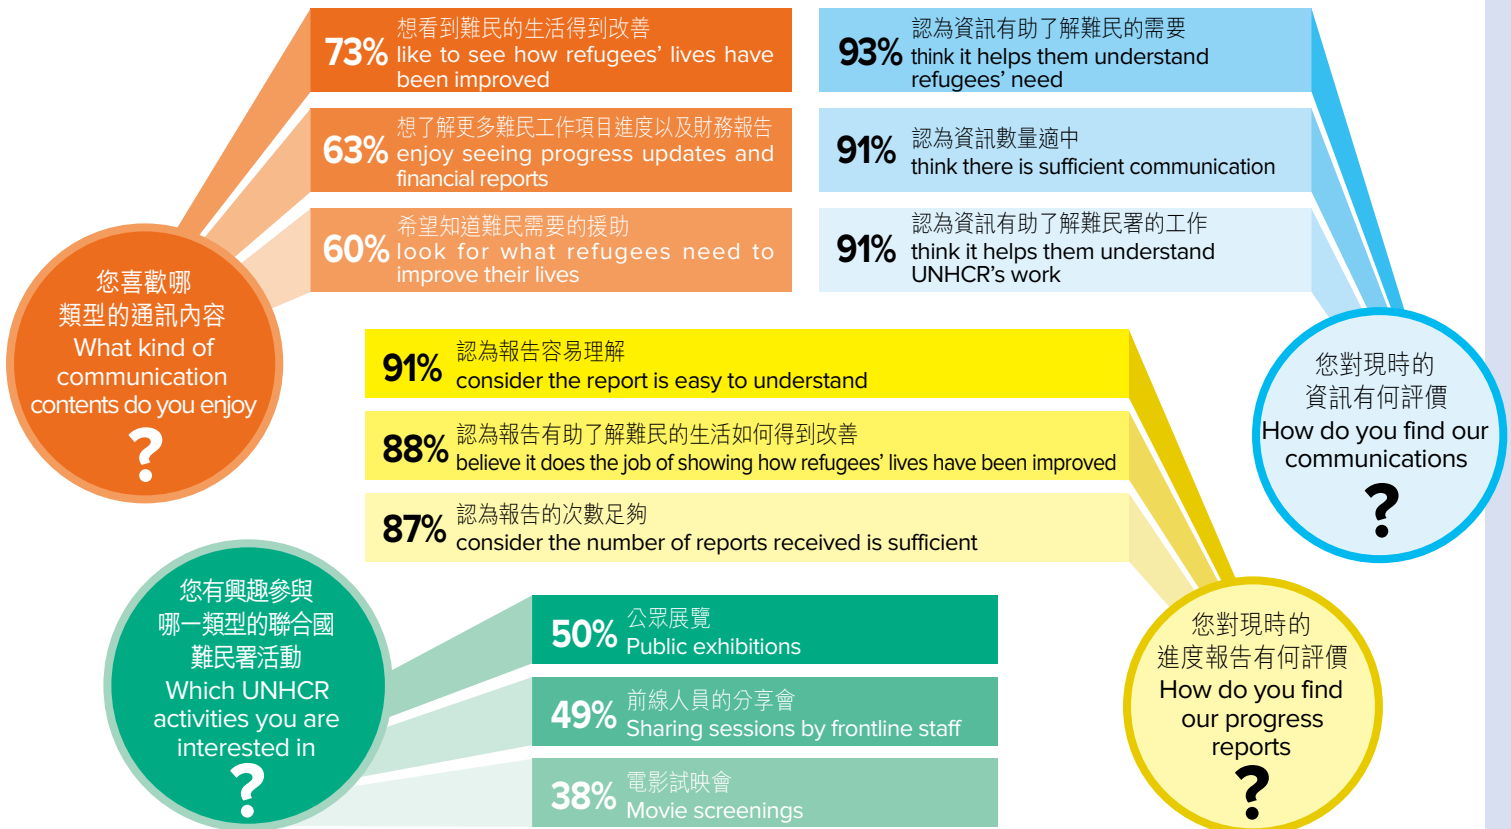 您喜歡哪
類型的通訊內容
What kind of
communication
contents do you enjoy
?
73%
想看到難民的生活得到改善
like to see how refugees’ lives have
been improved
63%
想了解更多難民工作項目進度以及財務報告
enjoy seeing progress updates and
financial reports
60%
希望知道難民需要的援助
look for what refugees need to
improve their lives
93%
認為資訊有助了解難民的需要
think it helps them understand
refugees’ need
91%
認為資訊數量適中
think there is sufficient communication
91%
認為資訊有助了解難民署的工作
think it helps them understand
UNHCR’s work
您對現時的
資訊有何評價
How do you find our
communications
?
91%
認為報告容易理解
consider the report is easy to understand
88%
認為報告有助了解難民的生活如何得到改善
believe it does the job of showing how refugees’ lives have been improved
87%
認為報告的次數足夠
consider the number of reports received is sufficient
您對現時的
進度報告有何評價
How do you find
our progress
reports
?
您有興趣參與
哪一類型的聯合國
難民署活動
Which UNHCR
activities you are
interested in
?
50%
公眾展覽
Public exhibitions
49%
前線人員的分享會
Sharing sessions by frontline staff
38%
電影試映會
Movie screenings